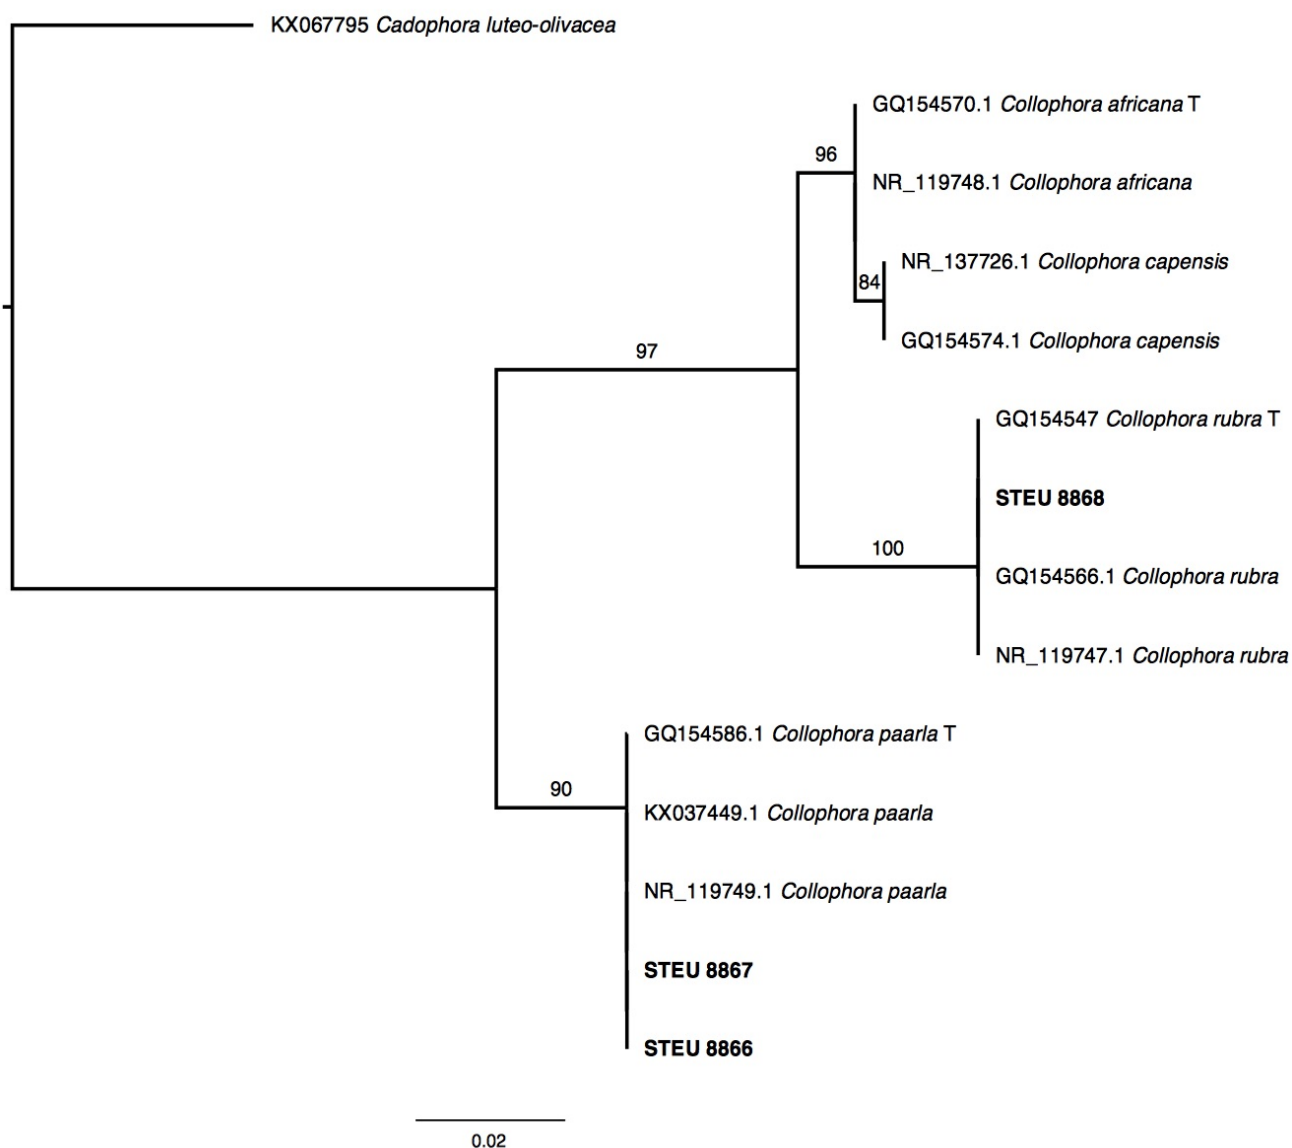 KX067795 Cadophora luteo-olivacea
GQ154570.1 Collophora africana T
96
NR_119748.1 Collophora africana
NR_137726.1 Collophora capensis
84
GQ154574.1 Collophora capensis
97
GQ154547 Collophora rubra T
STEU 8868
100
GQ154566.1 Collophora rubra
NR_119747.1 Collophora rubra
GQ154586.1 Collophora paarla T
90
KX037449.1 Collophora paarla
NR_119749.1 Collophora paarla
STEU 8867
STEU 8866
0.02